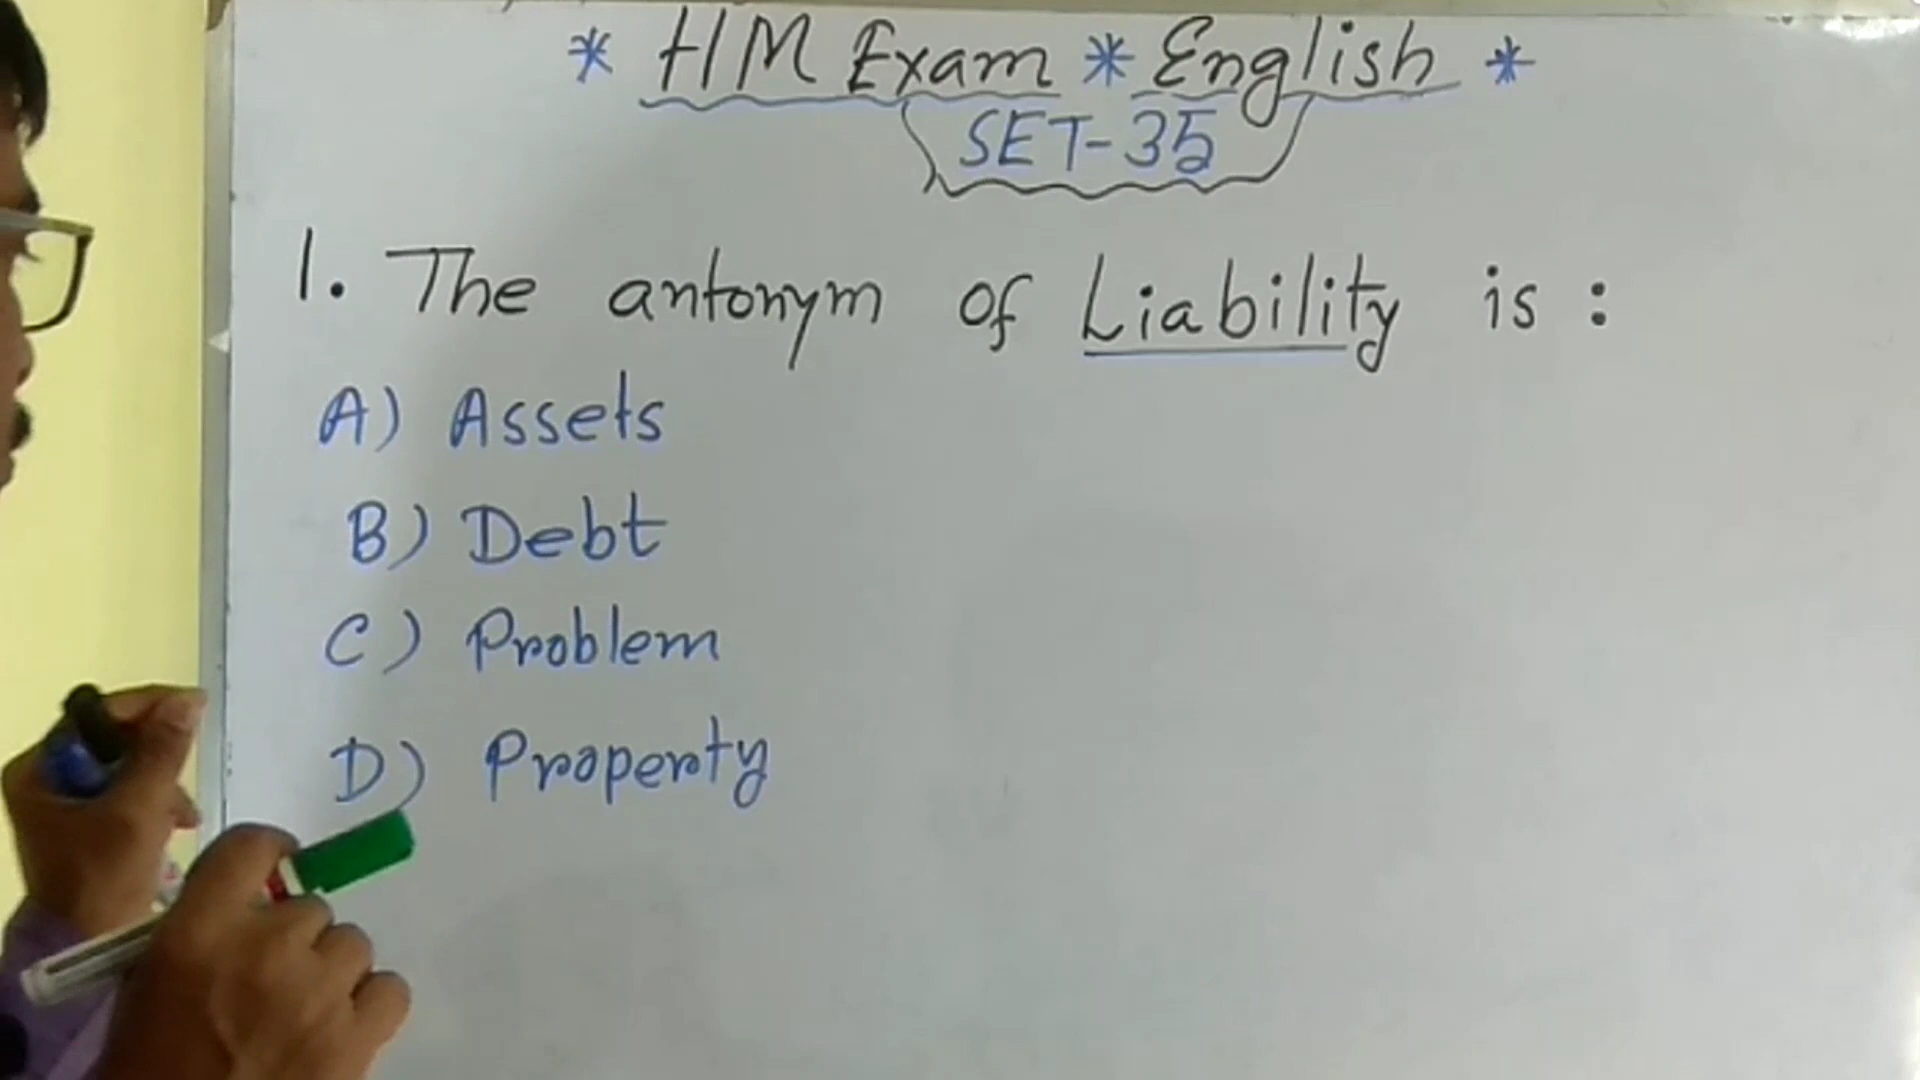 * HM Exam * English *
SET-35
1. The antonym of Liability is :
A) Assets
B) Debt
C) Problem
D) Property